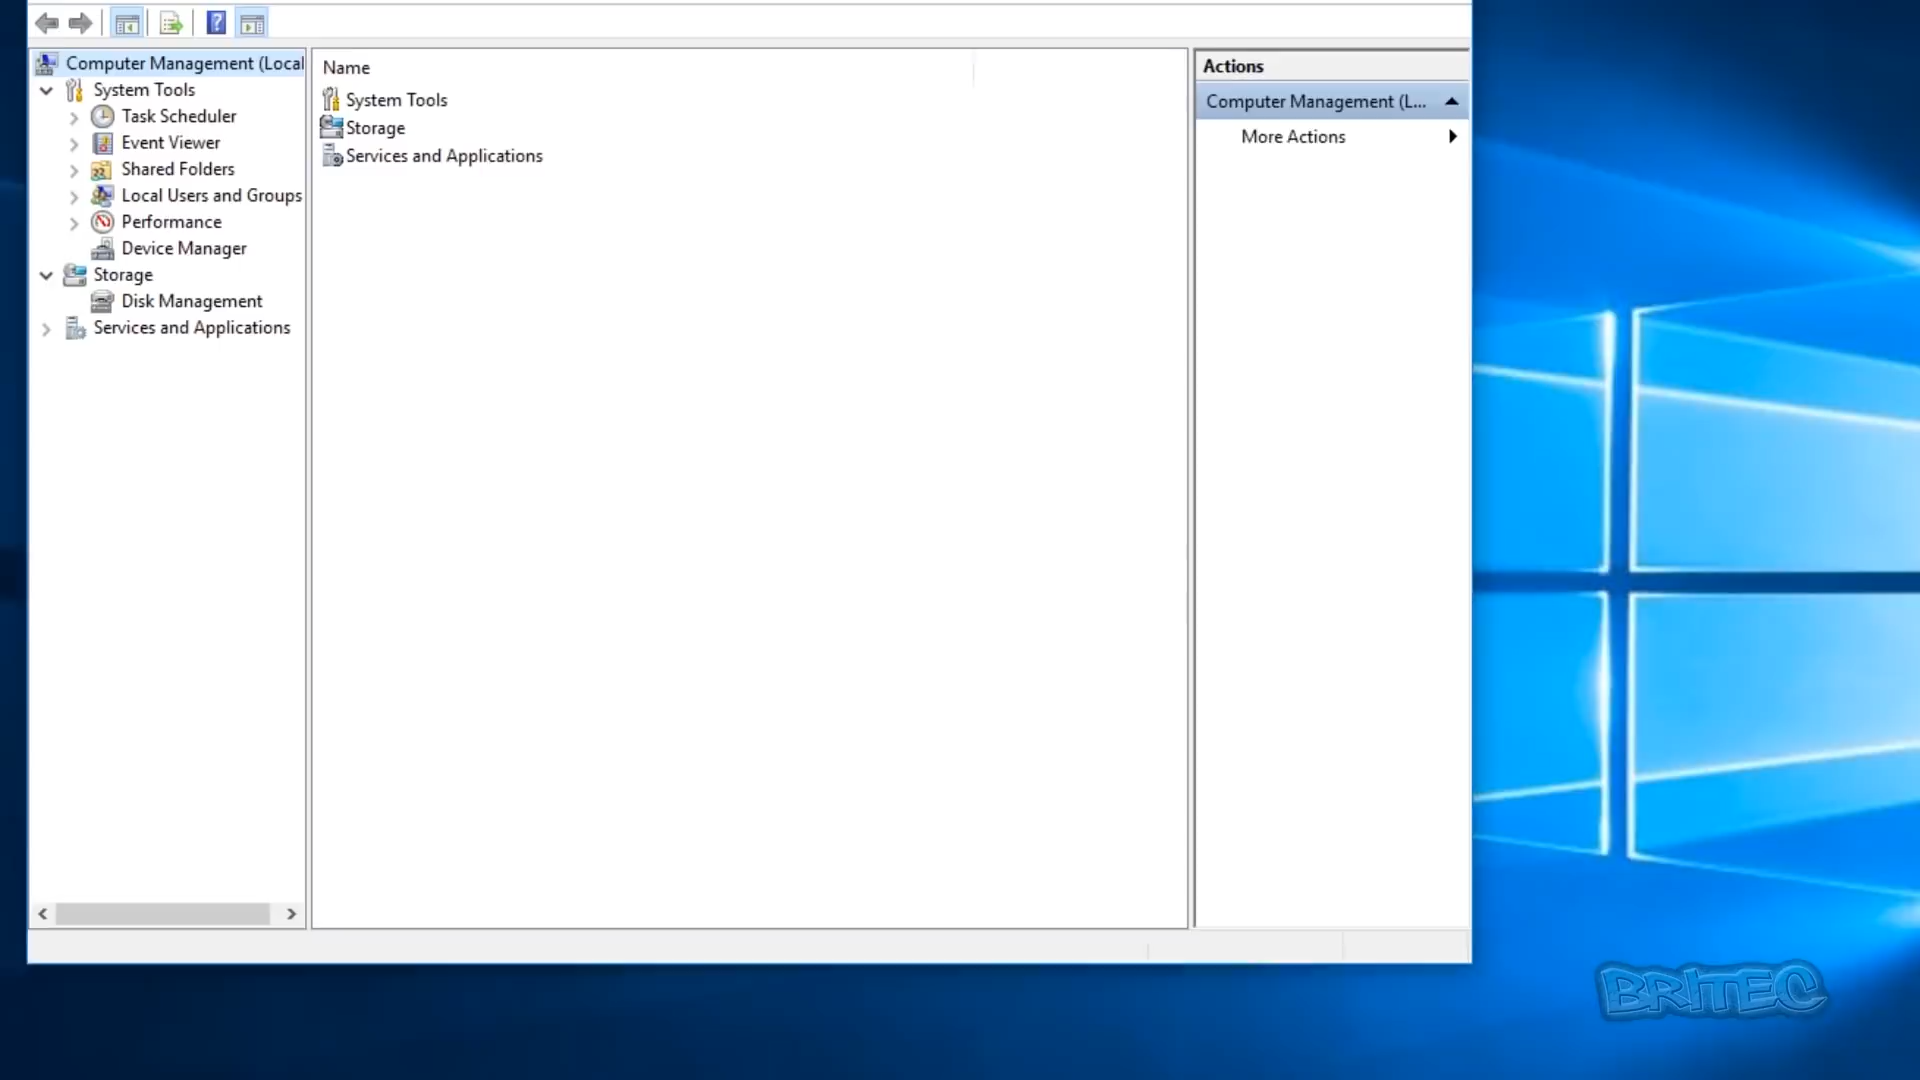 Computer Management (Local
System Tools
Task Scheduler
Event Viewer
Shared Folders
Local Users and Groups
Performance
Device Manager
Storage
Disk Management
Services and Applications
Name
System Tools
Storage
Services and Applications
Actions
Computer Management (L...
More Actions
BRITEC